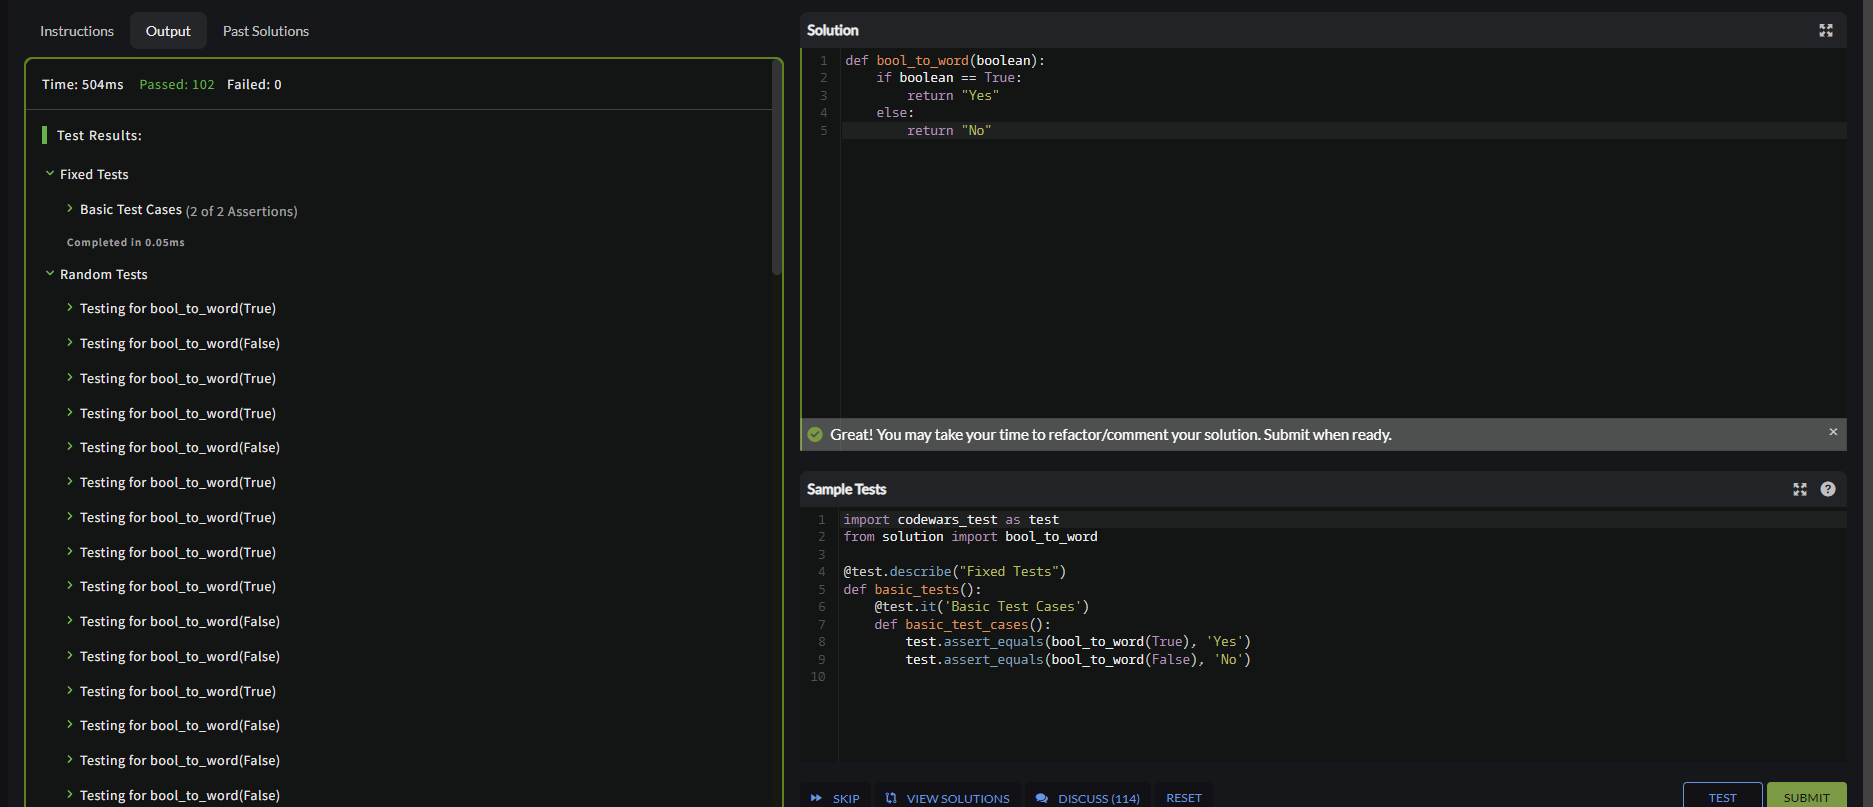 Instructions
Output
Past Solutions
Time: 504ms Passed: 102 Failed: 0
Test Results:
Fixed Tests
Basic Test Cases (2 of 2 Assertions)
Completed in 0.05ms
Random Tests
Testing for bool_to_word(True)
Testing for bool_to_word(False)
Testing for bool_to_word(True)
Testing for bool_to_word(True)
Testing for bool_to_word(False)
Testing for bool_to_word(True)
Testing for bool_to_word(True)
Testing for bool_to_word(True)
Testing for bool_to_word(True)
Testing for bool_to_word(False)
Testing for bool_to_word(False)
Testing for bool_to_word(True)
Testing for bool_to_word(False)
Testing for bool_to_word(False)
Testing for bool_to_word(False)
Solution
1 def bool_to_word(boolean):
2     if boolean == True:
3         return "Yes"
4     else:
5         return "No"
Great! You may take your time to refactor/comment your solution. Submit when ready.
Sample Tests
1 import codewars_test as test
2 from solution import bool_to_word
3
4 @test.describe("Fixed Tests")
5 def basic_tests():
6     @test.it('Basic Test Cases')
7     def basic_test_cases():
8         test.assert_equals(bool_to_word(True), 'Yes')
9         test.assert_equals(bool_to_word(False), 'No')
10
SKIP
VIEW SOLUTIONS
DISCUSS (114)
RESET
TEST
SUBMIT